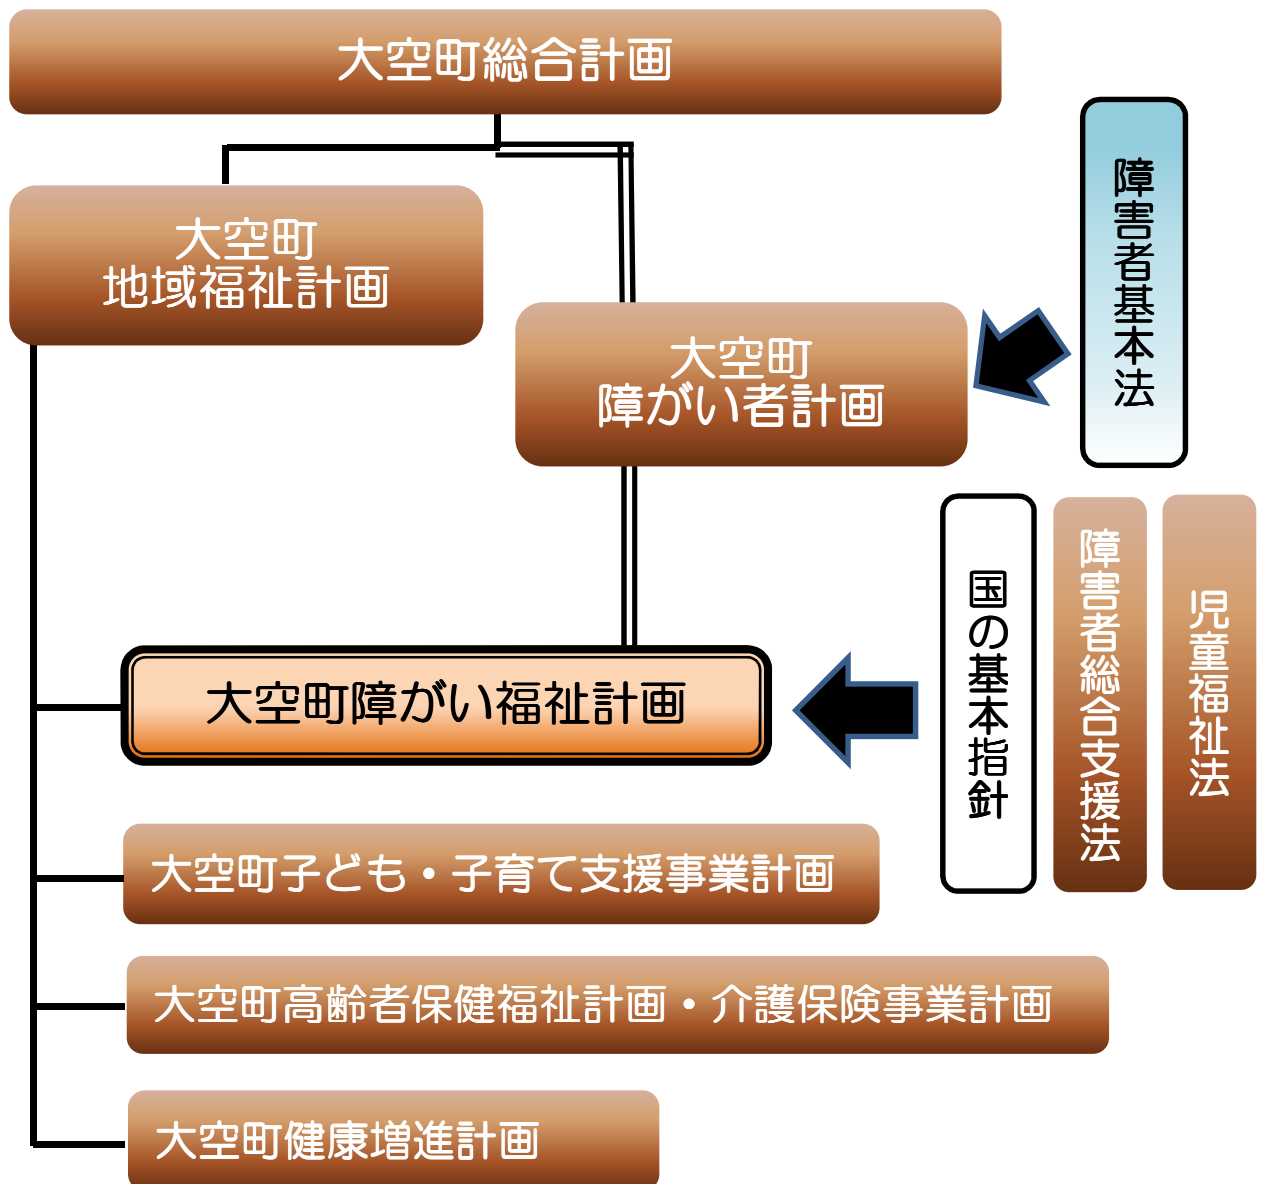 大空町総合計画
大空町
地域福祉計画
大空町
障がい者計画
障害者基本法
大空町障がい福祉計画
国の基本指針
障害者総合支援法
児童福祉法
大空町子ども・子育て支援事業計画
大空町高齢者保健福祉計画・介護保険事業計画
大空町健康増進計画